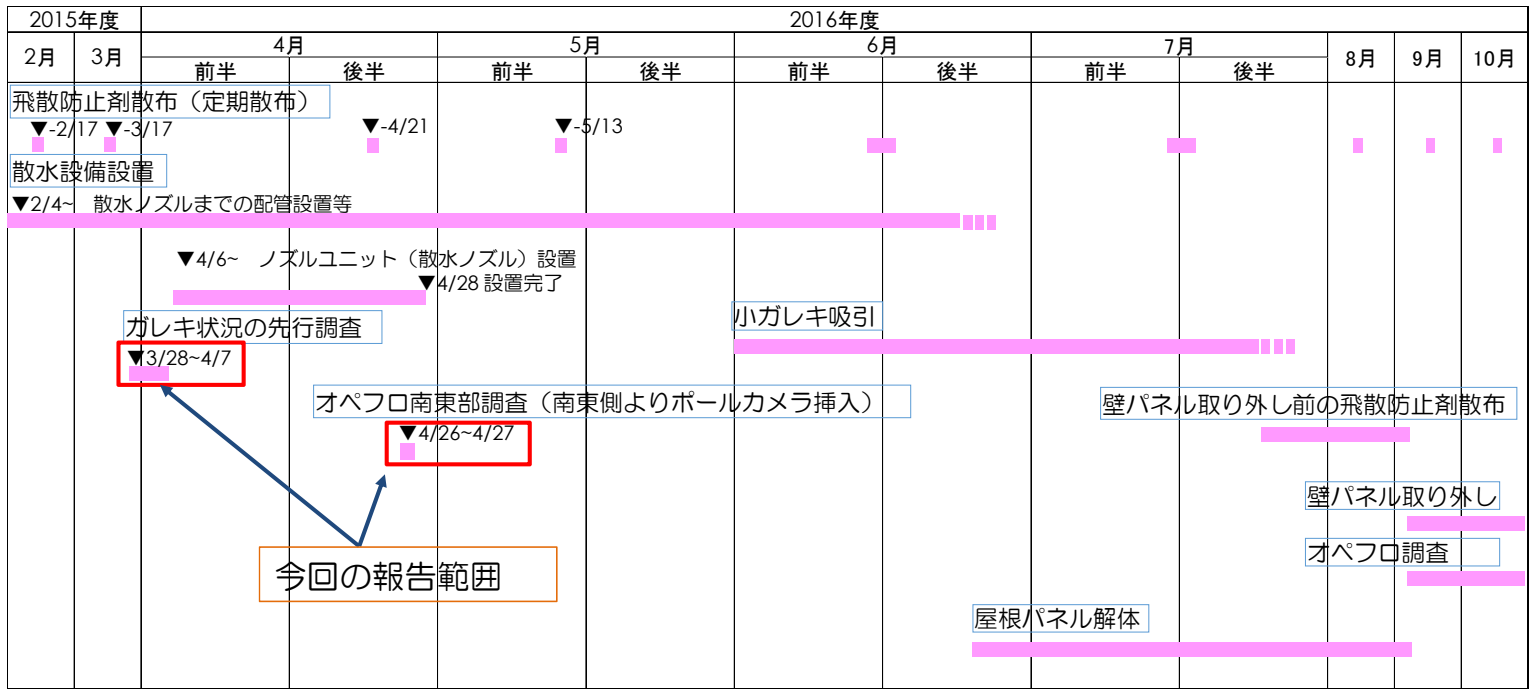 2015年度 2016年度
2月 3月 4月 5月 6月 7月 8月 9月 10月
前半 後半 前半 後半 前半 後半 前半 後半
飛散防止剤散布（定期散布）
▼-2/17 ▼-3/17 ▼-4/21 ▼-5/13
散水設備設置
▼2/4~ 散水ノズルまでの配管設置等
▼4/6~ ノズルユニット（散水ノズル）設置
▼4/28 設置完了
ガレキ状況の先行調査
小ガレキ吸引
▼3/28~4/7
オペフロ南東部調査（南東側よりポールカメラ挿入）
壁パネル取り外し前の飛散防止剤散布
▼4/26~4/27
壁パネル取り外し
オペフロ調査
今回の報告範囲
屋根パネル解体